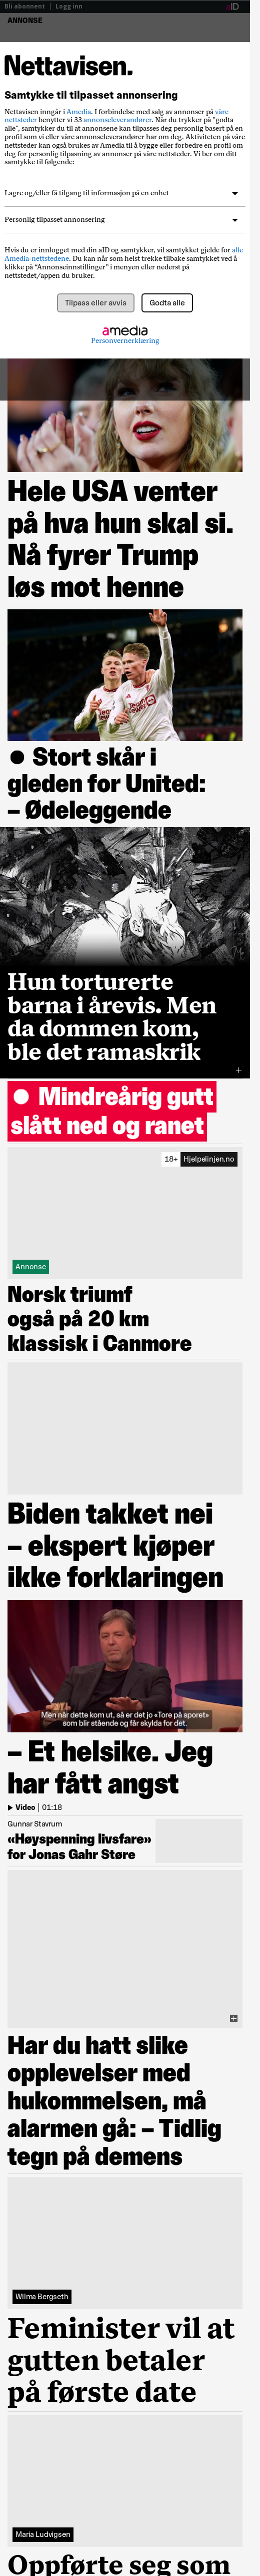 Bli abonnent | Logg inn
aID
ANNONSE
Nettavisen.
Samtykke til tilpasset annonsering
Nettavisen inngår i Amedia. I forbindelse med salg av annonser på våre
nettsteder benytter vi 33 annonseleverandører. Når du trykker på "godta
alle", samtykker du til at annonsene kan tilpasses deg personlig basert på en
profil som vi eller våre annonseleverandører har om deg. Aktiviteten på våre
nettsteder kan også brukes av Amedia til å bygge eller forbedre en profil om
deg for personlig tilpasning av annonser på våre nettsteder. Vi ber om ditt
samtykke til følgende:
Lagre og/eller få tilgang til informasjon på en enhet
Personlig tilpasset annonsering
Hvis du er innlogget med din aID og samtykker, vil samtykket gjelde for alle
Amedia-nettstedene. Du kan når som helst trekke tilbake samtykket ved å
klikke på “Annonseinnstillinger” i menyen eller nederst på
nettstedet/appen du bruker.
Tilpass eller avvis
Godta alle
amedia
Personvernerklæring
Hele USA venter
på hva hun skal si.
Nå fyrer Trump
løs mot henne
● Stort skår i
gleden for United:
– Ødeleggende
Hun torturerte
barna i årevis. Men
da dommen kom,
ble det ramaskrik
● Mindreårig gutt
slått ned og ranet
18+ Hjelpelinjen.no
Annonse
Norsk triumf
også på 20 km
klassisk i Canmore
Biden takket nei
– ekspert kjøper
ikke forklaringen
Men når dette kom ut, så er det jo «Tore på sporet»
som blir stående og får skylda for det.
– Et helsike. Jeg
har fått angst
Video | 01:18
Gunnar Stavrum
«Høyspenning livsfare»
for Jonas Gahr Støre
Har du hatt slike
opplevelser med
hukommelsen, må
alarmen gå: – Tidlig
tegn på demens
Wilma Bergseth
Feminister vil at
gutten betaler
på første date
Maria Ludvigsen
Oppførte seg som